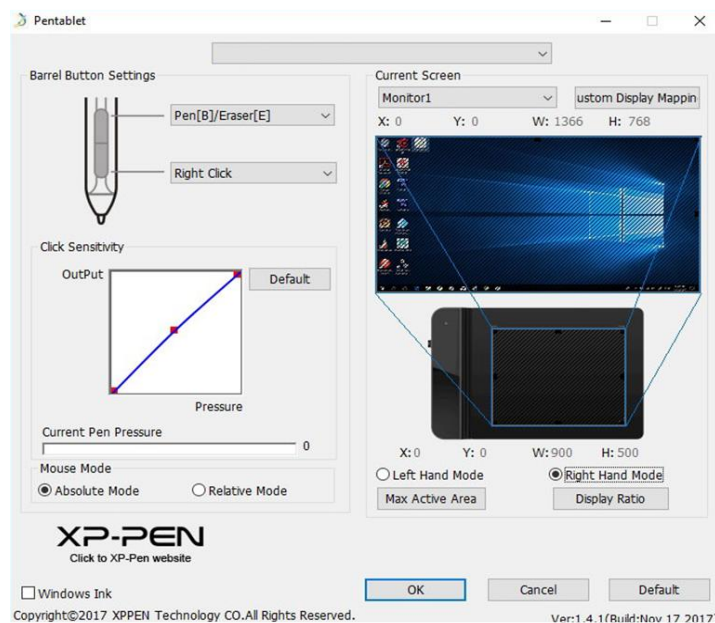 Pentablet
Barrel Button Settings
Pen[B]/Eraser[E]
Right Click
Click Sensitivity
OutPut
Default
Pressure
Current Pen Pressure
0
Mouse Mode
Absolute Mode
Relative Mode
XP-PEN
Click to XP-Pen website
Windows Ink
Copyright©2017 XPPEN Technology CO.All Rights Reserved.
Current Screen
Monitor1
ustom Display Mappin
X: 0 Y: 0 W: 1366 H: 768
X: 0 Y: 0 W: 900 H: 500
Left Hand Mode
Right Hand Mode
Max Active Area
Display Ratio
OK
Cancel
Default
Ver:1.4.1(Build:Nov 17 2017